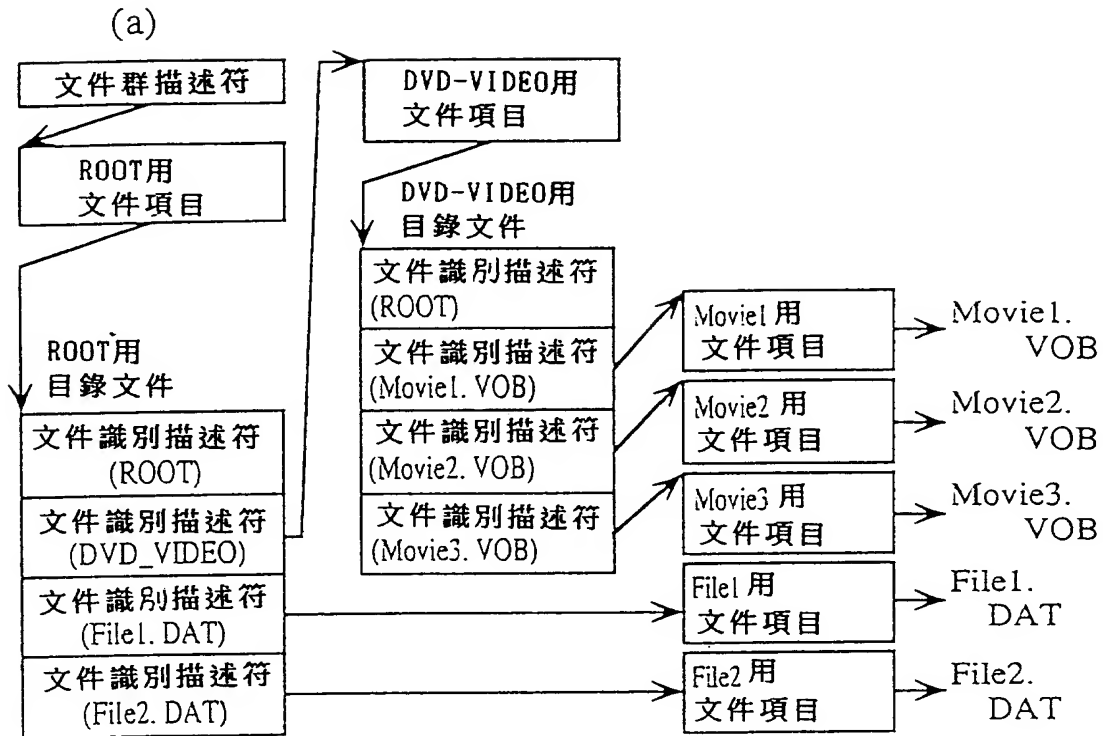 (a)
文件群描述符
ROOT用
文件項目
ROOT用
目錄文件
文件識別描述符
(ROOT)
文件識別描述符
(DVD_VIDEO)
文件識別描述符
(File1. DAT)
文件識別描述符
(File2. DAT)
DVD-VIDEO用
文件項目
DVD-VIDEO用
目錄文件
文件識別描述符
(ROOT)
文件識別描述符
(Movie1. VOB)
文件識別描述符
(Movie2. VOB)
文件識別描述符
(Movie3. VOB)
Movie1 用
文件項目
Movie1.
VOB
Movie2 用
文件項目
Movie2.
VOB
Movie3 用
文件項目
Movie3.
VOB
File1 用
文件項目
File1.
DAT
File2 用
文件項目
File2.
DAT